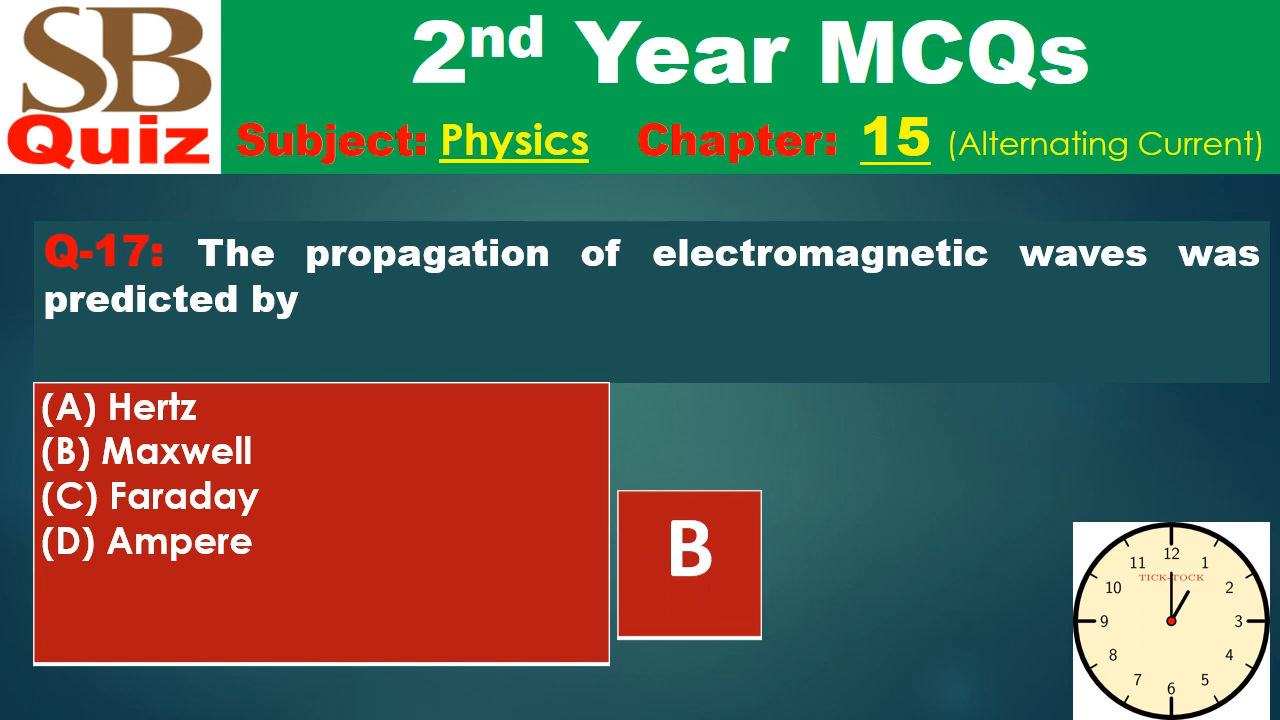 SB
Quiz
2nd Year MCQs
Subject: Physics Chapter: 15 (Alternating Current)
Q-17: The propagation of electromagnetic waves was
predicted by
(A) Hertz
(B) Maxwell
(C) Faraday
(D) Ampere
B
12
11 1
TICK-TOCK
10 2
9 3
8 4
7 5
6